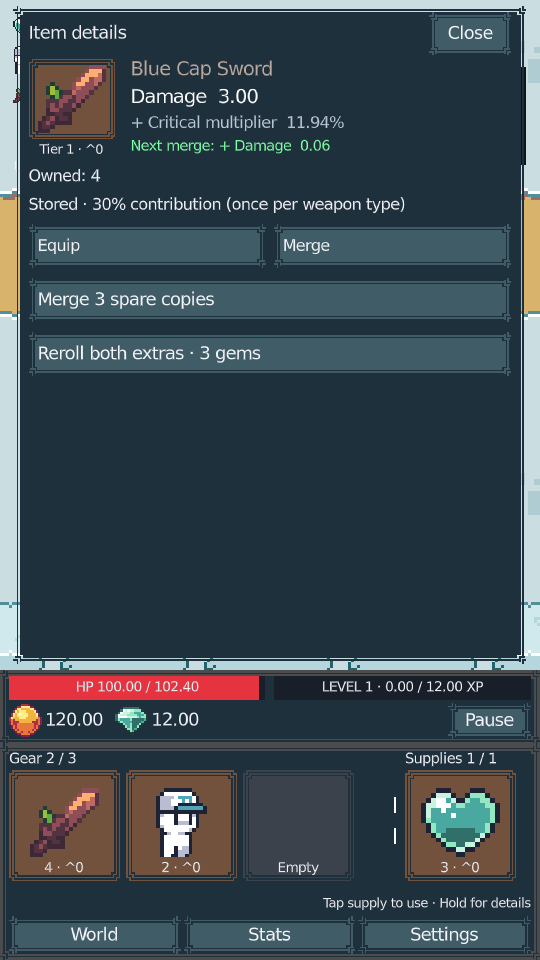 Item details
Close
Blue Cap Sword
Damage 3.00
+ Critical multiplier 11.94%
Next merge: + Damage 0.06
Tier 1 · ^0
Owned: 4
Stored · 30% contribution (once per weapon type)
Equip
Merge
Merge 3 spare copies
Reroll both extras · 3 gems
HP 100.00 / 102.40
LEVEL 1 · 0.00 / 12.00 XP
120.00
12.00
Pause
Gear 2 / 3
Supplies 1 / 1
4 · ^0
2 · ^0
Empty
3 · ^0
Tap supply to use · Hold for details
World
Stats
Settings